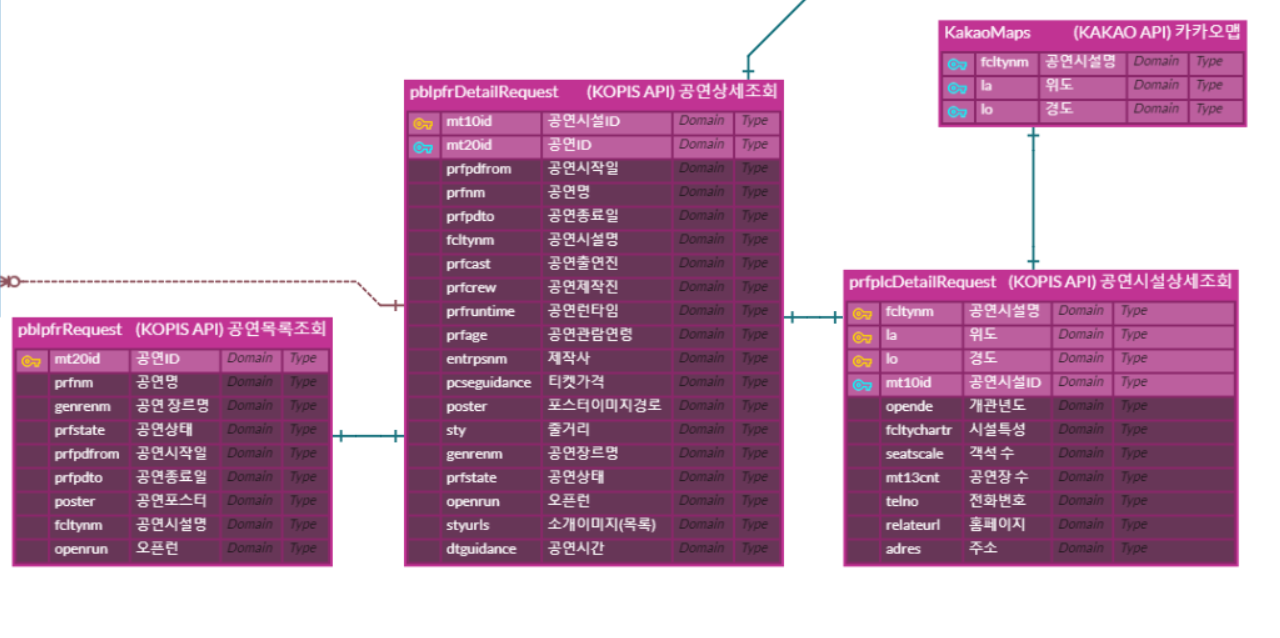 KakaoMaps (KAKAO API) 카카오맵
fcltynm 공연시설명 Domain Type
la 위도 Domain Type
lo 경도 Domain Type
pblpfrDetailRequest (KOPIS API) 공연상세조회
mt10id 공연시설ID Domain Type
mt20id 공연ID Domain Type
prfpdfrom 공연시작일 Domain Type
prfnm 공연명 Domain Type
prfpdto 공연종료일 Domain Type
fcltynm 공연시설명 Domain Type
prfcast 공연출연진 Domain Type
prfcrew 공연제작진 Domain Type
prfruntime 공연런타임 Domain Type
prfage 공연관람연령 Domain Type
entrpsnm 제작사 Domain Type
pcseguidance 티켓가격 Domain Type
poster 포스터이미지경로 Domain Type
sty 줄거리 Domain Type
genrenm 공연장르명 Domain Type
prfstate 공연상태 Domain Type
openrun 오픈런 Domain Type
styurls 소개이미지(목록) Domain Type
dtguidance 공연시간 Domain Type
prfplcDetailRequest (KOPIS API) 공연시설상세조회
fcltynm 공연시설명 Domain Type
la 위도 Domain Type
lo 경도 Domain Type
mt10id 공연시설ID Domain Type
opende 개관년도 Domain Type
fcltychartr 시설특성 Domain Type
seatscale 객석 수 Domain Type
mt13cnt 공연장 수 Domain Type
telno 전화번호 Domain Type
relateurl 홈페이지 Domain Type
adres 주소 Domain Type
pblpfrRequest (KOPIS API) 공연목록조회
mt20id 공연ID Domain Type
prfnm 공연명 Domain Type
genrenm 공연 장르명 Domain Type
prfstate 공연상태 Domain Type
prfpdfrom 공연시작일 Domain Type
prfpdto 공연종료일 Domain Type
poster 공연포스터 Domain Type
fcltynm 공연시설명 Domain Type
openrun 오픈런 Domain Type